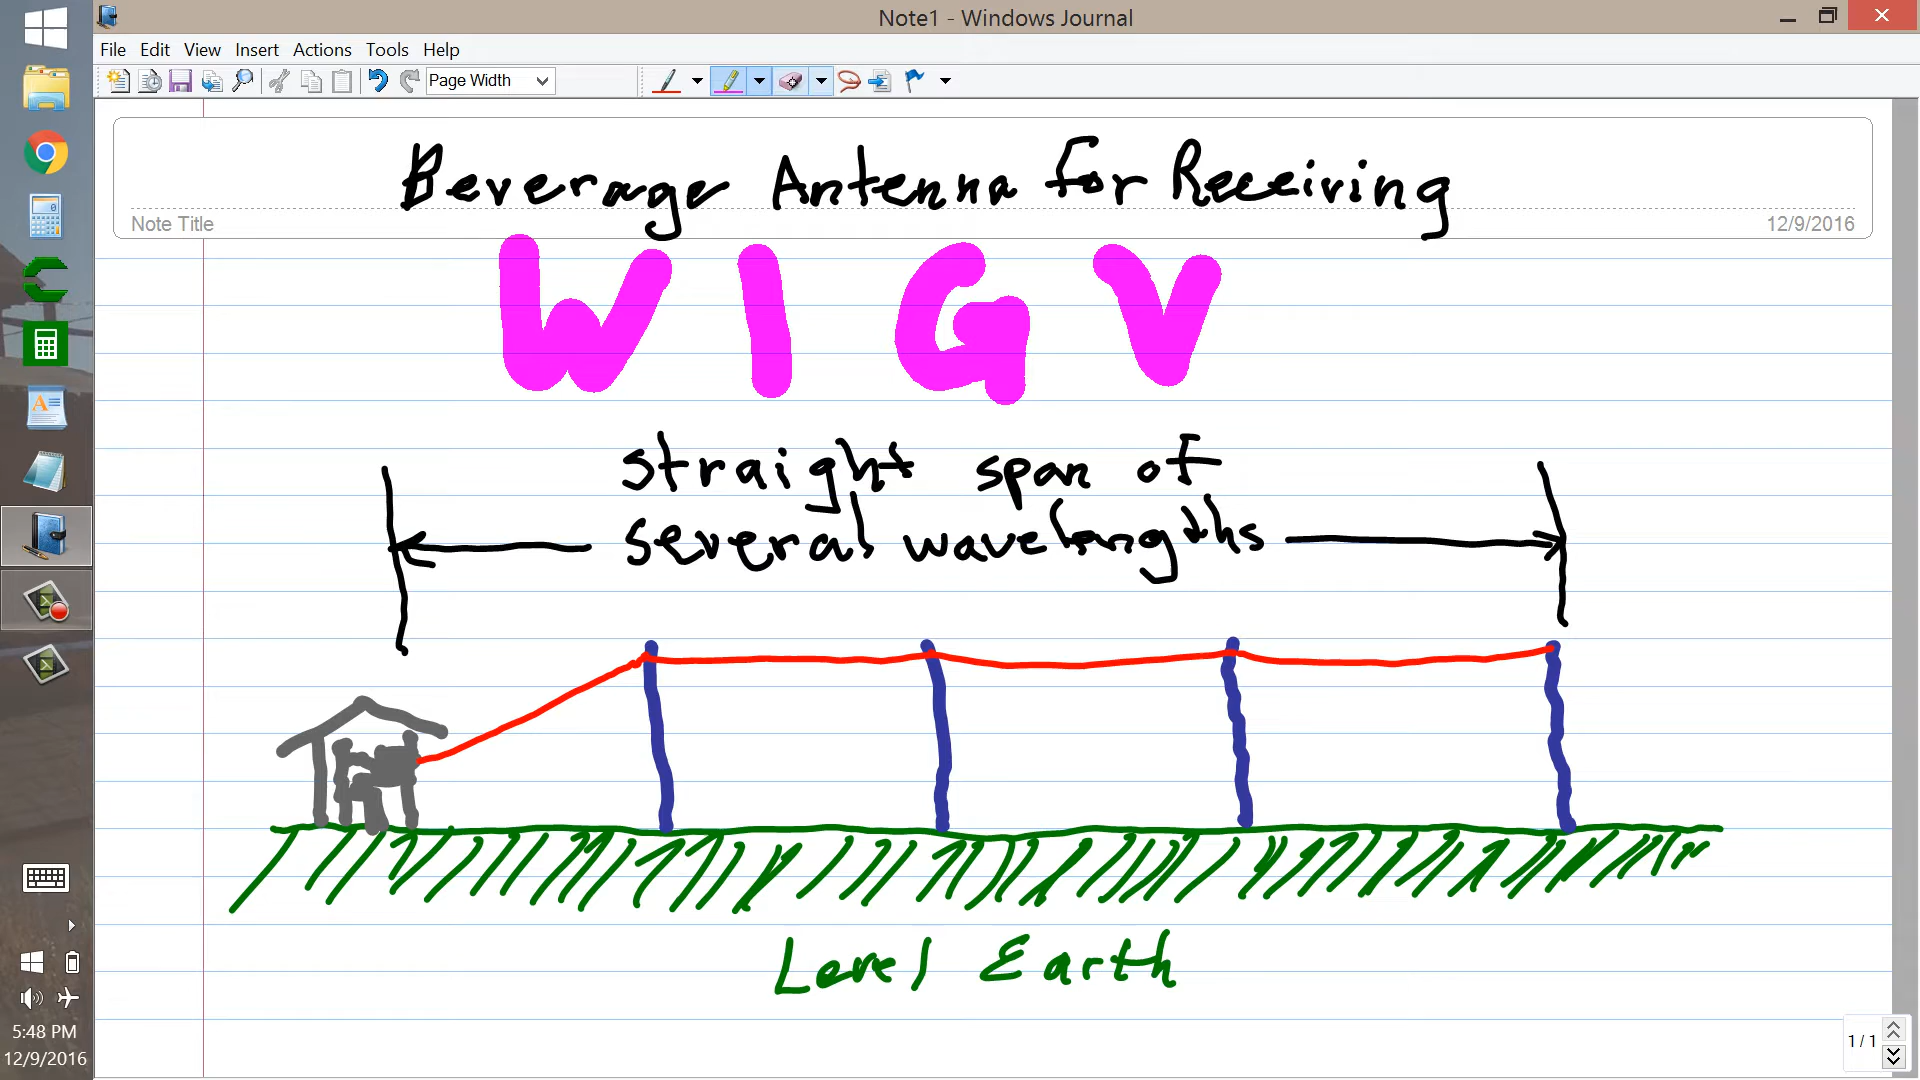 Note1 - Windows Journal
File Edit View Insert Actions Tools Help
Page Width
Beverage Antenna for Receiving
Note Title 12/9/2016
W 1 G V
straight span of
several wavelengths
Level Earth
5:48 PM
12/9/2016
1 / 1